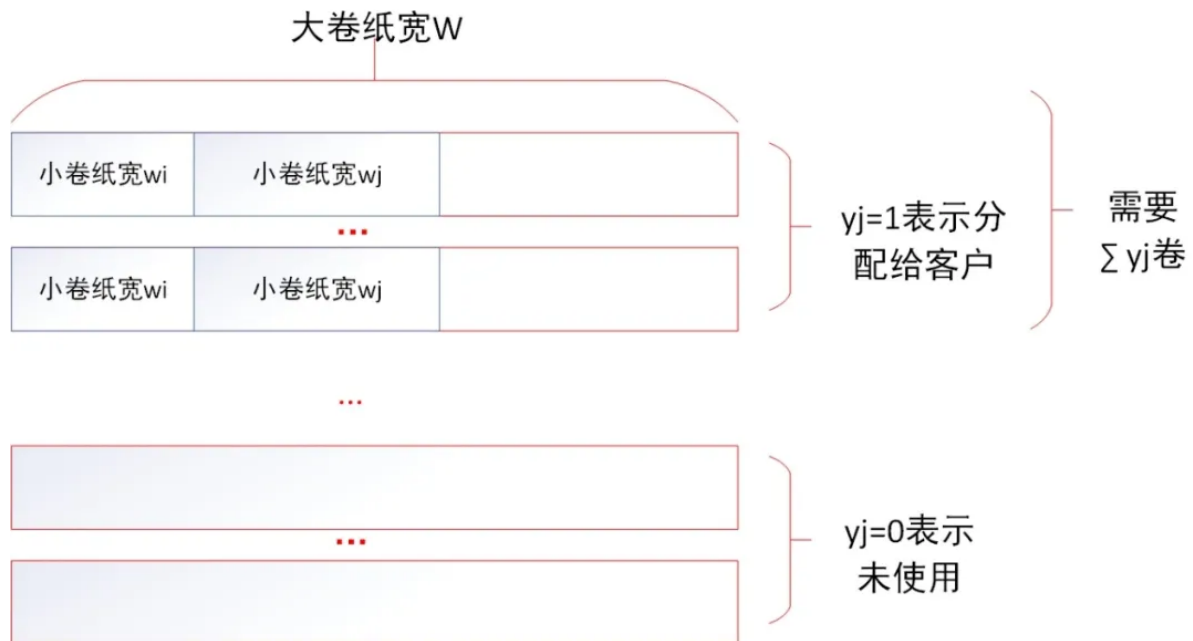 大卷纸宽W
小卷纸宽wi
小卷纸宽wj
...
小卷纸宽wi
小卷纸宽wj
yj=1表示分
配给客户
需要
∑ yj卷
...
...
yj=0表示
未使用